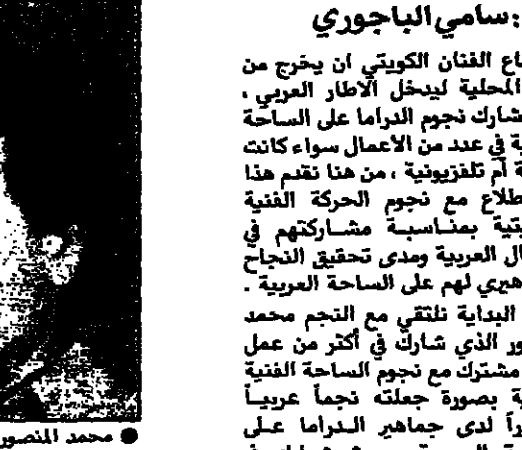 : سامي الباجوري
اع الفنان الكويتي ان يخرج من
المحلية ليدخل الاطار العربي ،
شارك نجوم الدراما على الساحة
ية في عدد من الأعمال سواء كانت
ة أم تلفزيونية ، من هنا نقدم هذا
طلاع مع نجوم الحركة الفنية
يتية بمناسبة مشاركتهم في
ال العربية ومدى تحقيق النجاح
هيري لهم على الساحة العربية .
البداية نلتقي مع النجم محمد
ور الذي شارك في أكثر من عمل
مشترك مع نجوم الساحة الفنية
ية بصورة جعلته نجماً عربياً
راً لدى جماهير الدراما على
● محمد المنصور